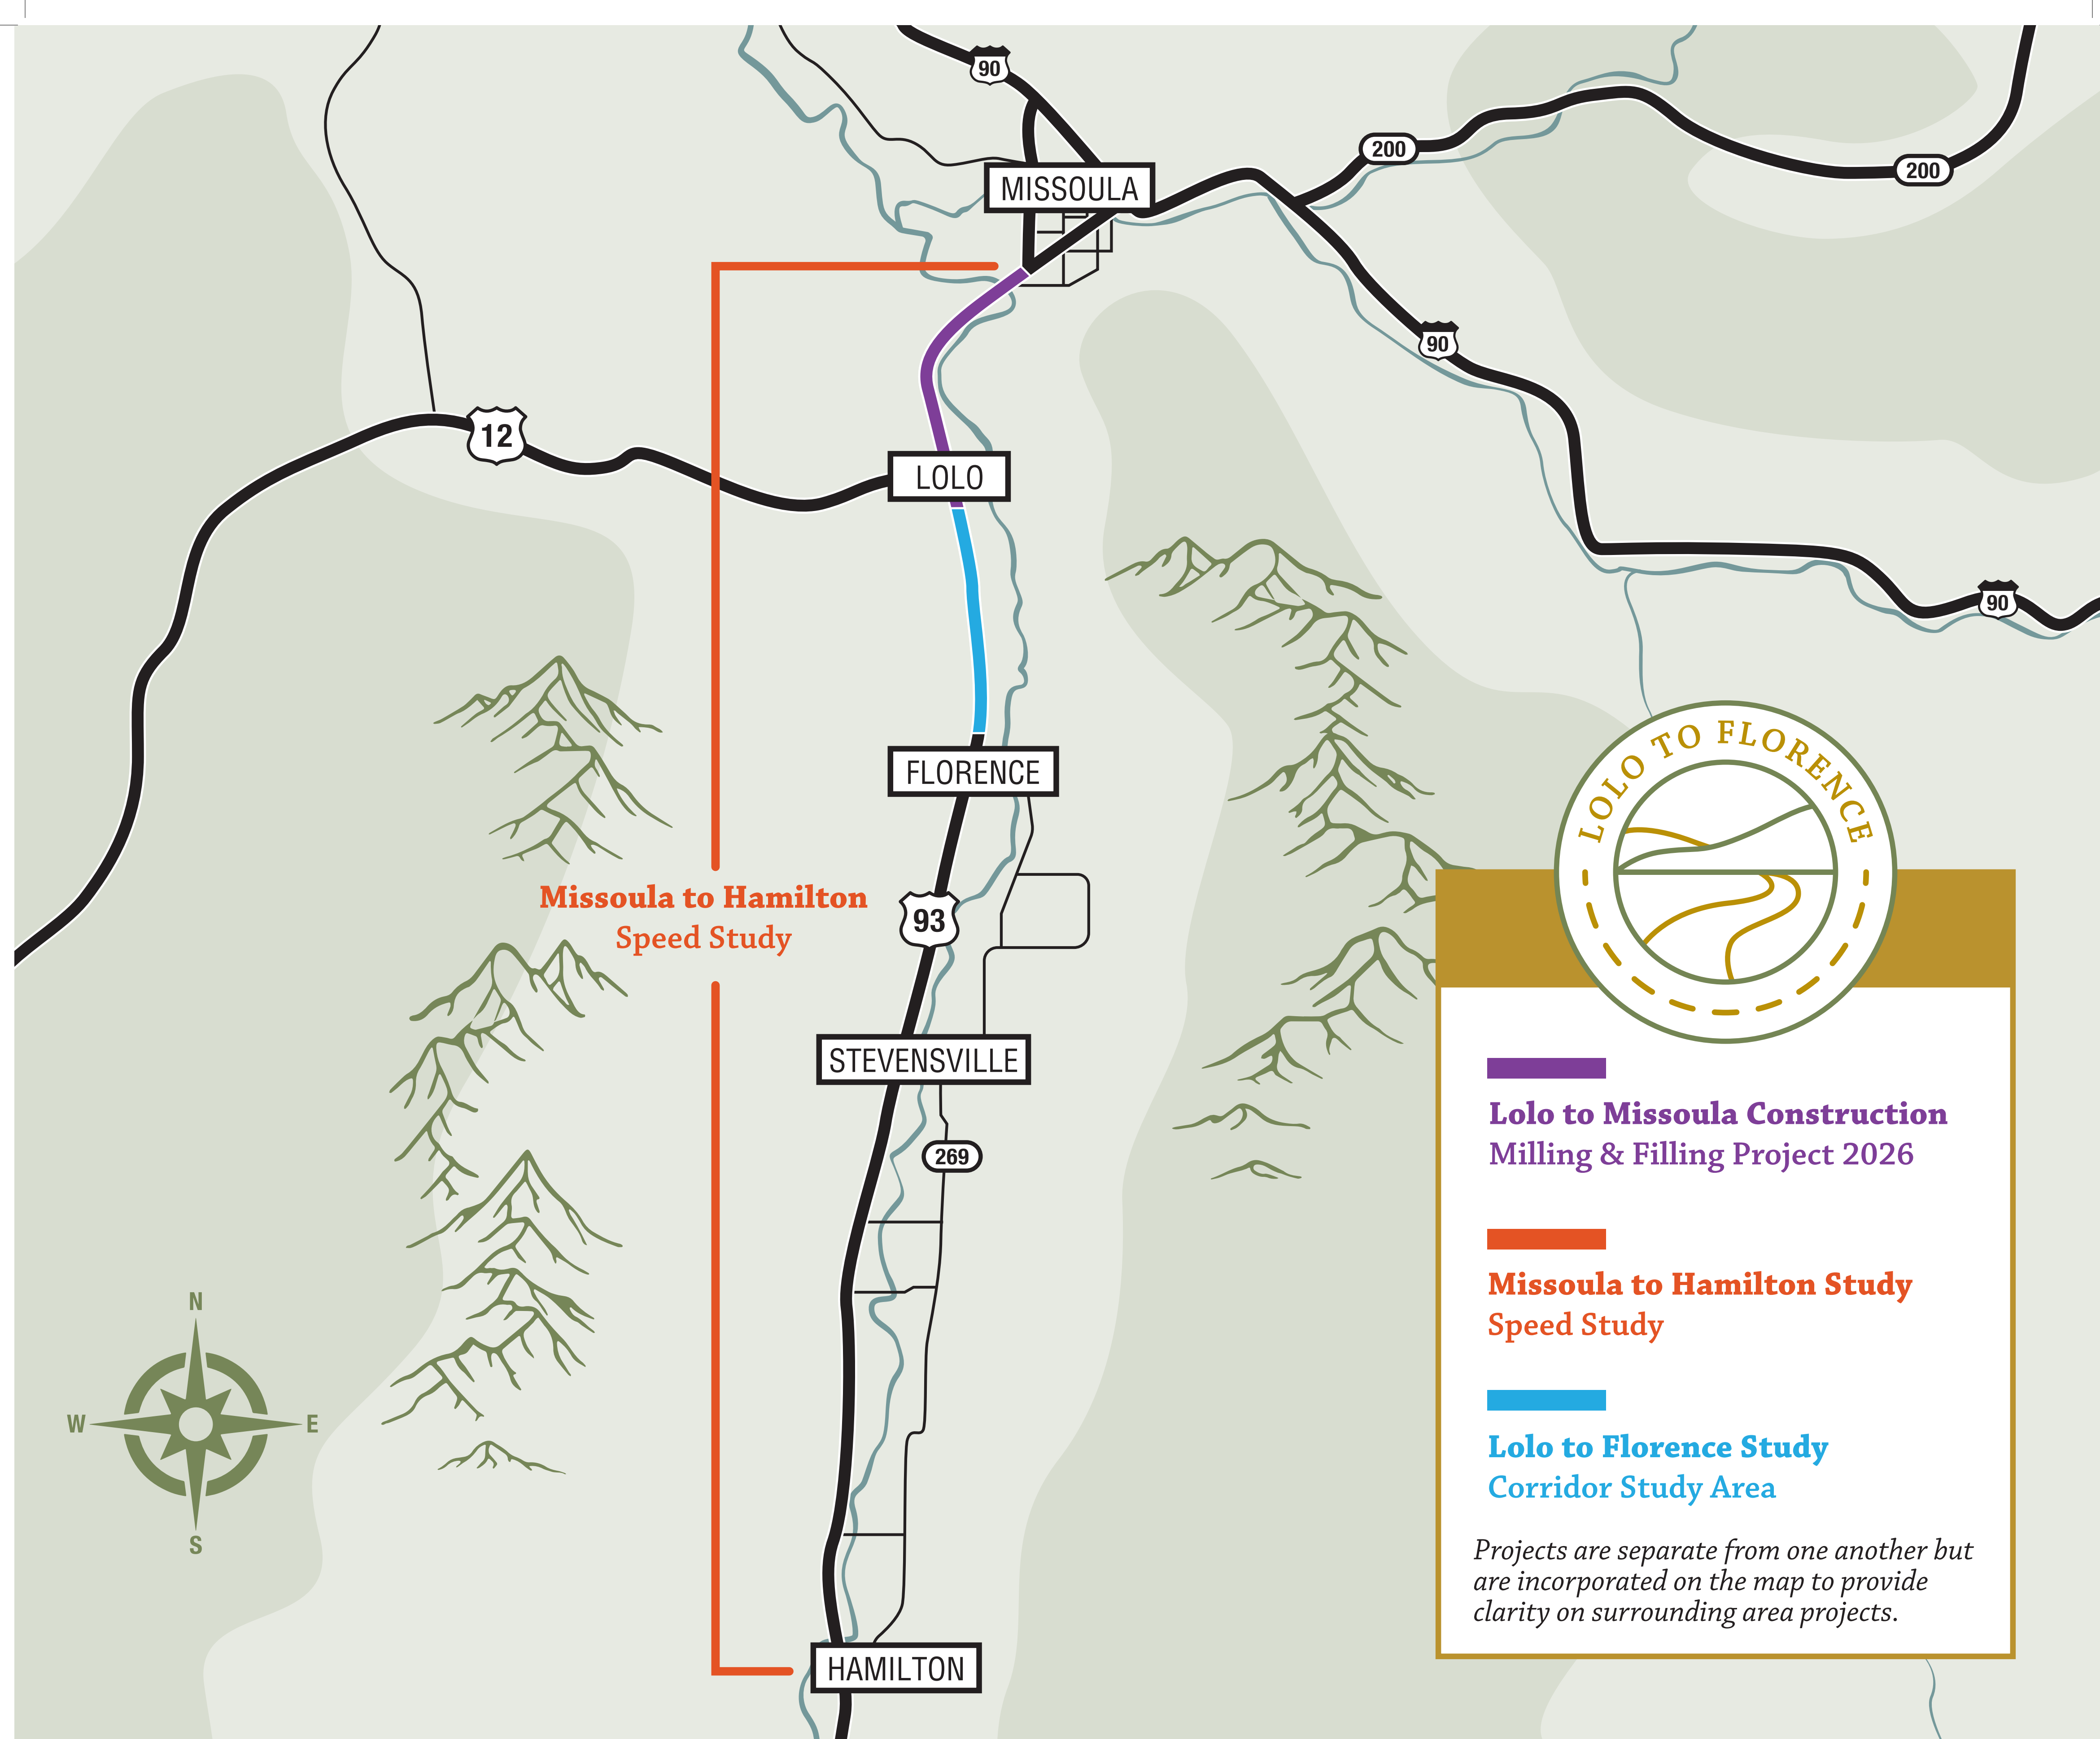 90
200
MISSOULA
200
90
12
LOLO
90
FLORENCE
Missoula to Hamilton
Speed Study
93
STEVENSVILLE
269
HAMILTON
N
W
E
S
LOLO TO FLORENCE
Lolo to Missoula Construction
Milling & Filling Project 2026
Missoula to Hamilton Study
Speed Study
Lolo to Florence Study
Corridor Study Area
Projects are separate from one another but
are incorporated on the map to provide
clarity on surrounding area projects.